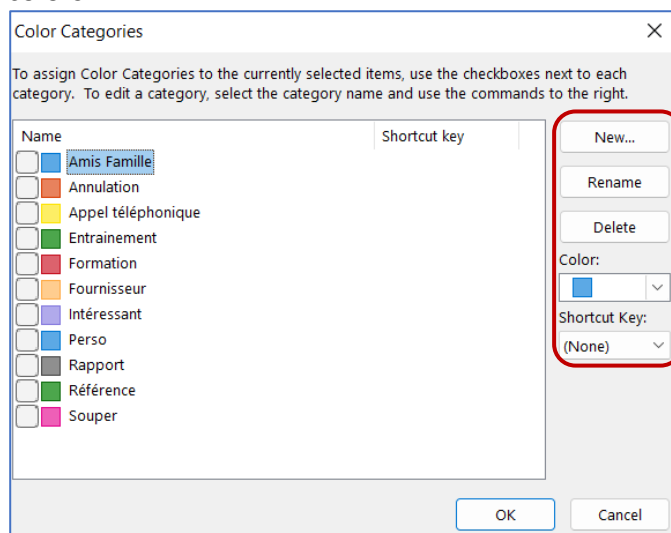 Color Categories
To assign Color Categories to the currently selected items, use the checkboxes next to each
category. To edit a category, select the category name and use the commands to the right.
Name Shortcut key
Amis Famille
Annulation
Appel téléphonique
Entrainement
Formation
Fournisseur
Intéressant
Perso
Rapport
Référence
Souper
New...
Rename
Delete
Color:
Shortcut Key:
(None)
OK Cancel